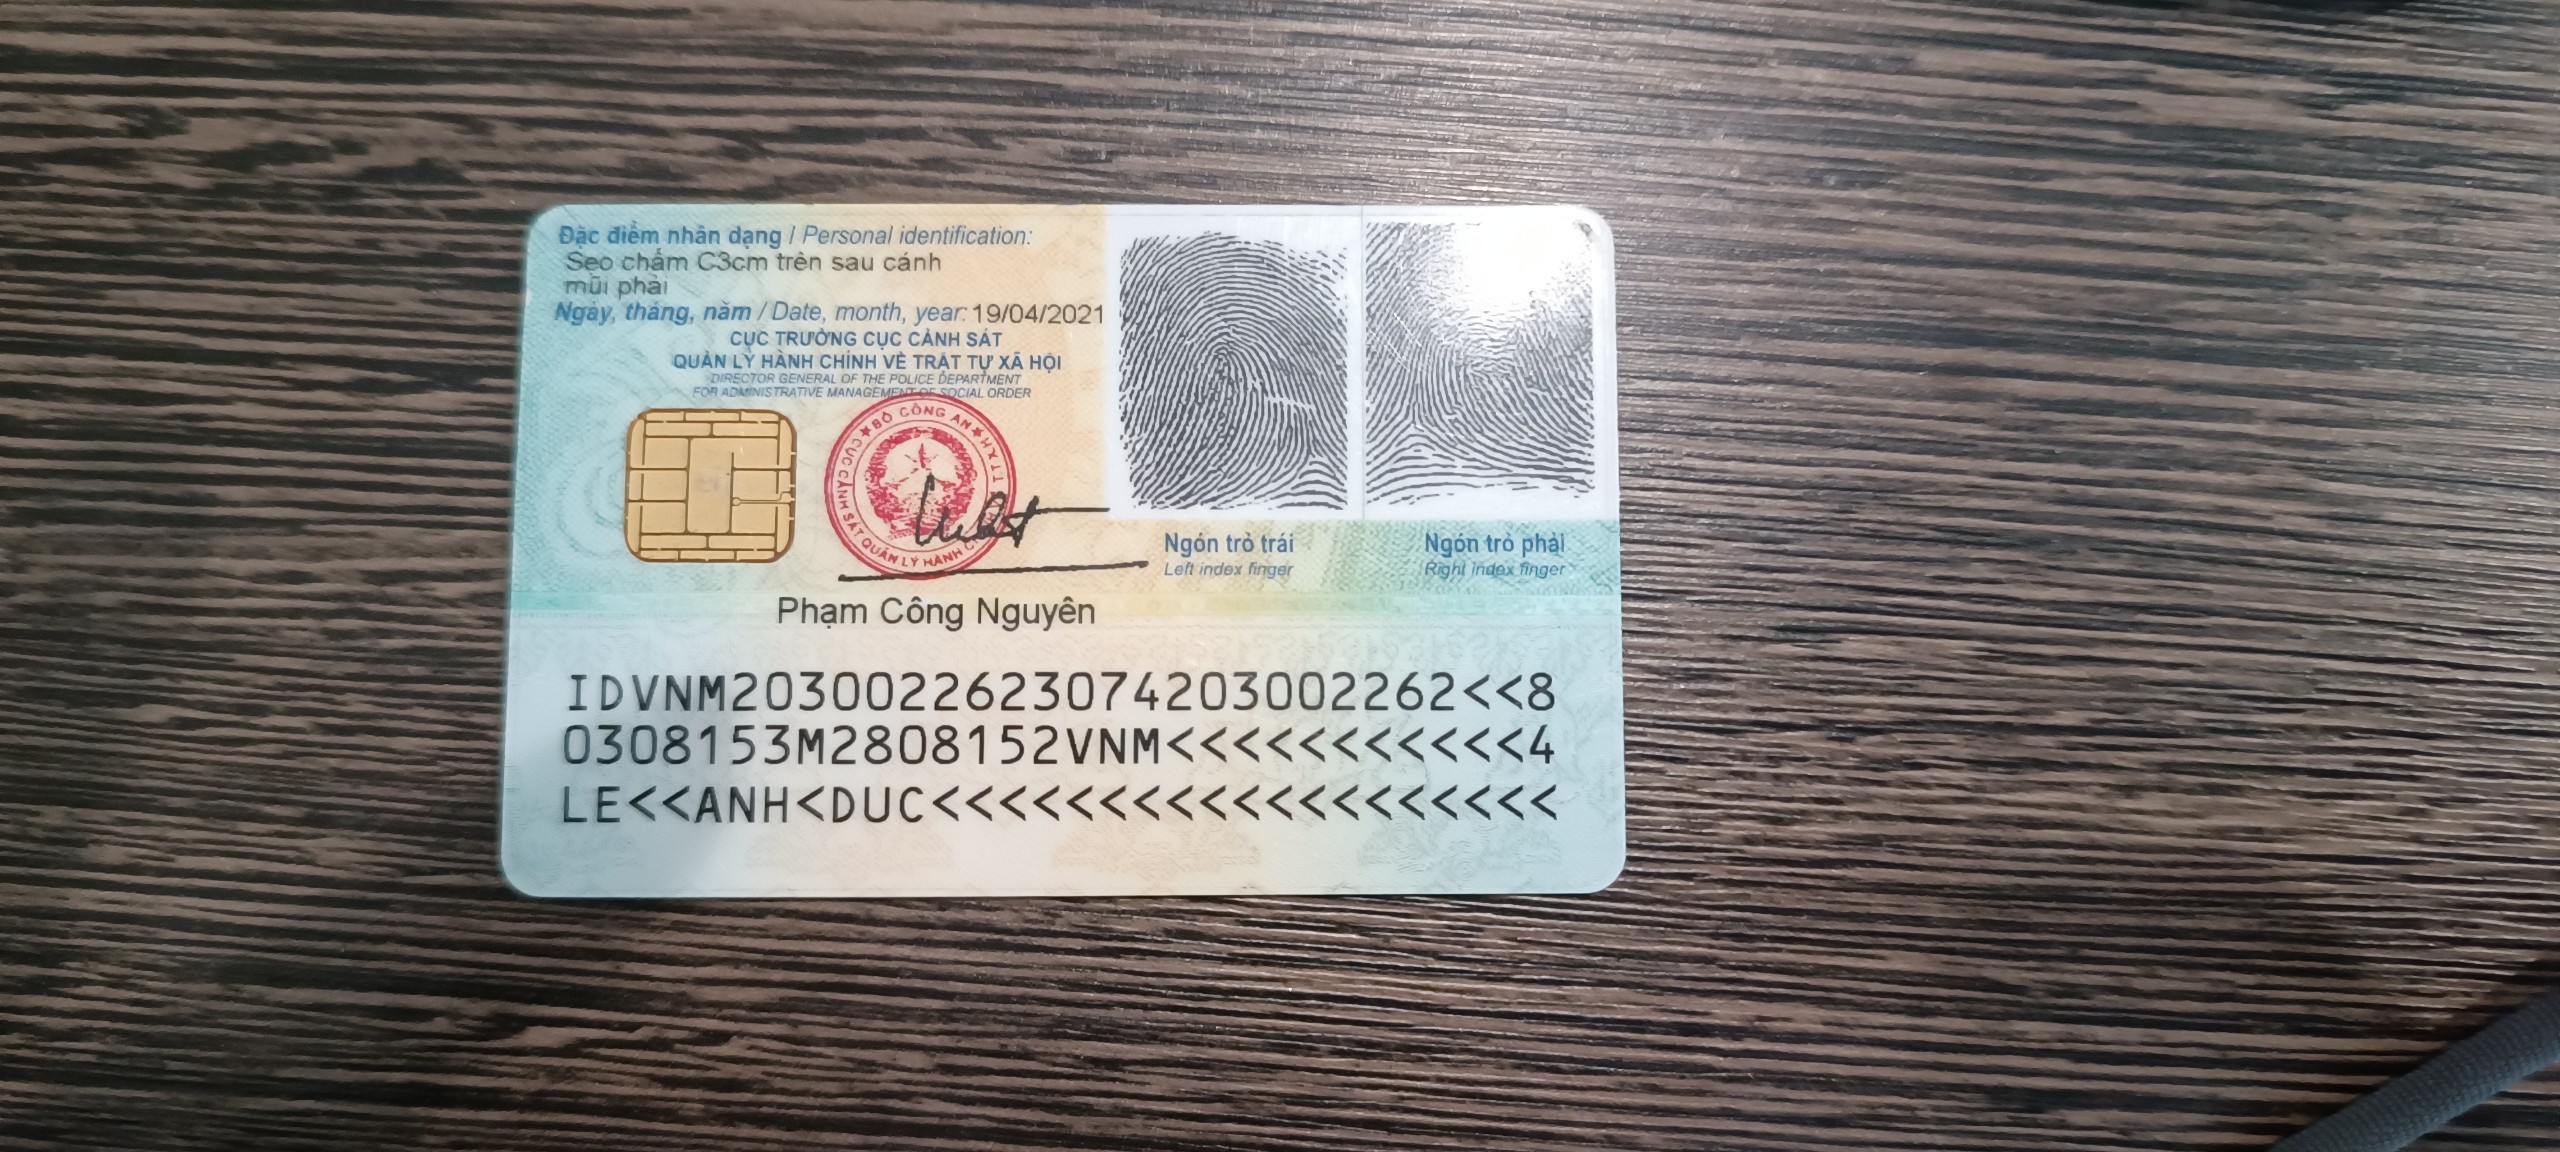 Đặc điểm nhân dạng / Personal identification:
Sẹo chấm C3cm trên sau cánh
mũi phải
Ngày, tháng, năm / Date, month, year: 19/04/2021
CỤC TRƯỞNG CỤC CẢNH SÁT
QUẢN LÝ HÀNH CHÍNH VỀ TRẬT TỰ XÃ HỘI
DIRECTOR GENERAL OF THE POLICE DEPARTMENT
FOR ADMINISTRATIVE MANAGEMENT OF SOCIAL ORDER
BỘ CÔNG AN
CỤC CẢNH SÁT QUẢN LÝ HÀNH
Ngón trỏ trái
Left index finger
Ngón trỏ phải
Right index finger
Phạm Công Nguyên
IDVNM2030022623074203002262<<8
0308153M2808152VNM<<<<<<<<<<<4
LE<<ANH<DUC<<<<<<<<<<<<<<<<<<<